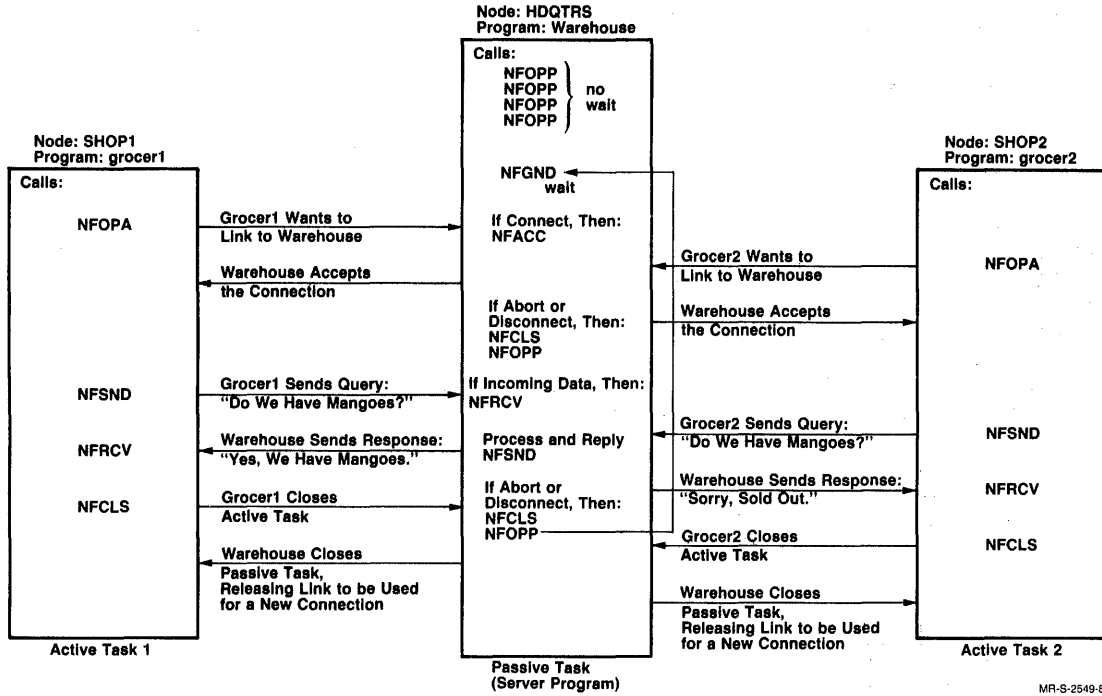 Node: HDQTRS
Program: Warehouse
Calls:
NFOPP
NFOPP
NFOPP
NFOPP
no
wait
NFGND
wait
If Connect, Then:
NFACC
If Abort or
Disconnect, Then:
NFCLS
NFOPP
If Incoming Data, Then:
NFRCV
Process and Reply
NFSND
If Abort or
Disconnect, Then:
NFCLS
NFOPP
Passive Task
(Server Program)
Node: SHOP1
Program: grocer1
Calls:
NFOPA
NFSND
NFRCV
NFCLS
Active Task 1
Grocer1 Wants to
Link to Warehouse
Warehouse Accepts
the Connection
Grocer1 Sends Query:
"Do We Have Mangoes?"
Warehouse Sends Response:
"Yes, We Have Mangoes."
Grocer1 Closes
Active Task
Warehouse Closes
Passive Task,
Releasing Link to be Used
for a New Connection
Node: SHOP2
Program: grocer2
Calls:
NFOPA
NFSND
NFRCV
NFCLS
Active Task 2
Grocer2 Wants to
Link to Warehouse
Warehouse Accepts
the Connection
Grocer2 Sends Query:
"Do We Have Mangoes?"
Warehouse Sends Response:
"Sorry, Sold Out."
Grocer2 Closes
Active Task
Warehouse Closes
Passive Task,
Releasing Link to be Used
for a New Connection